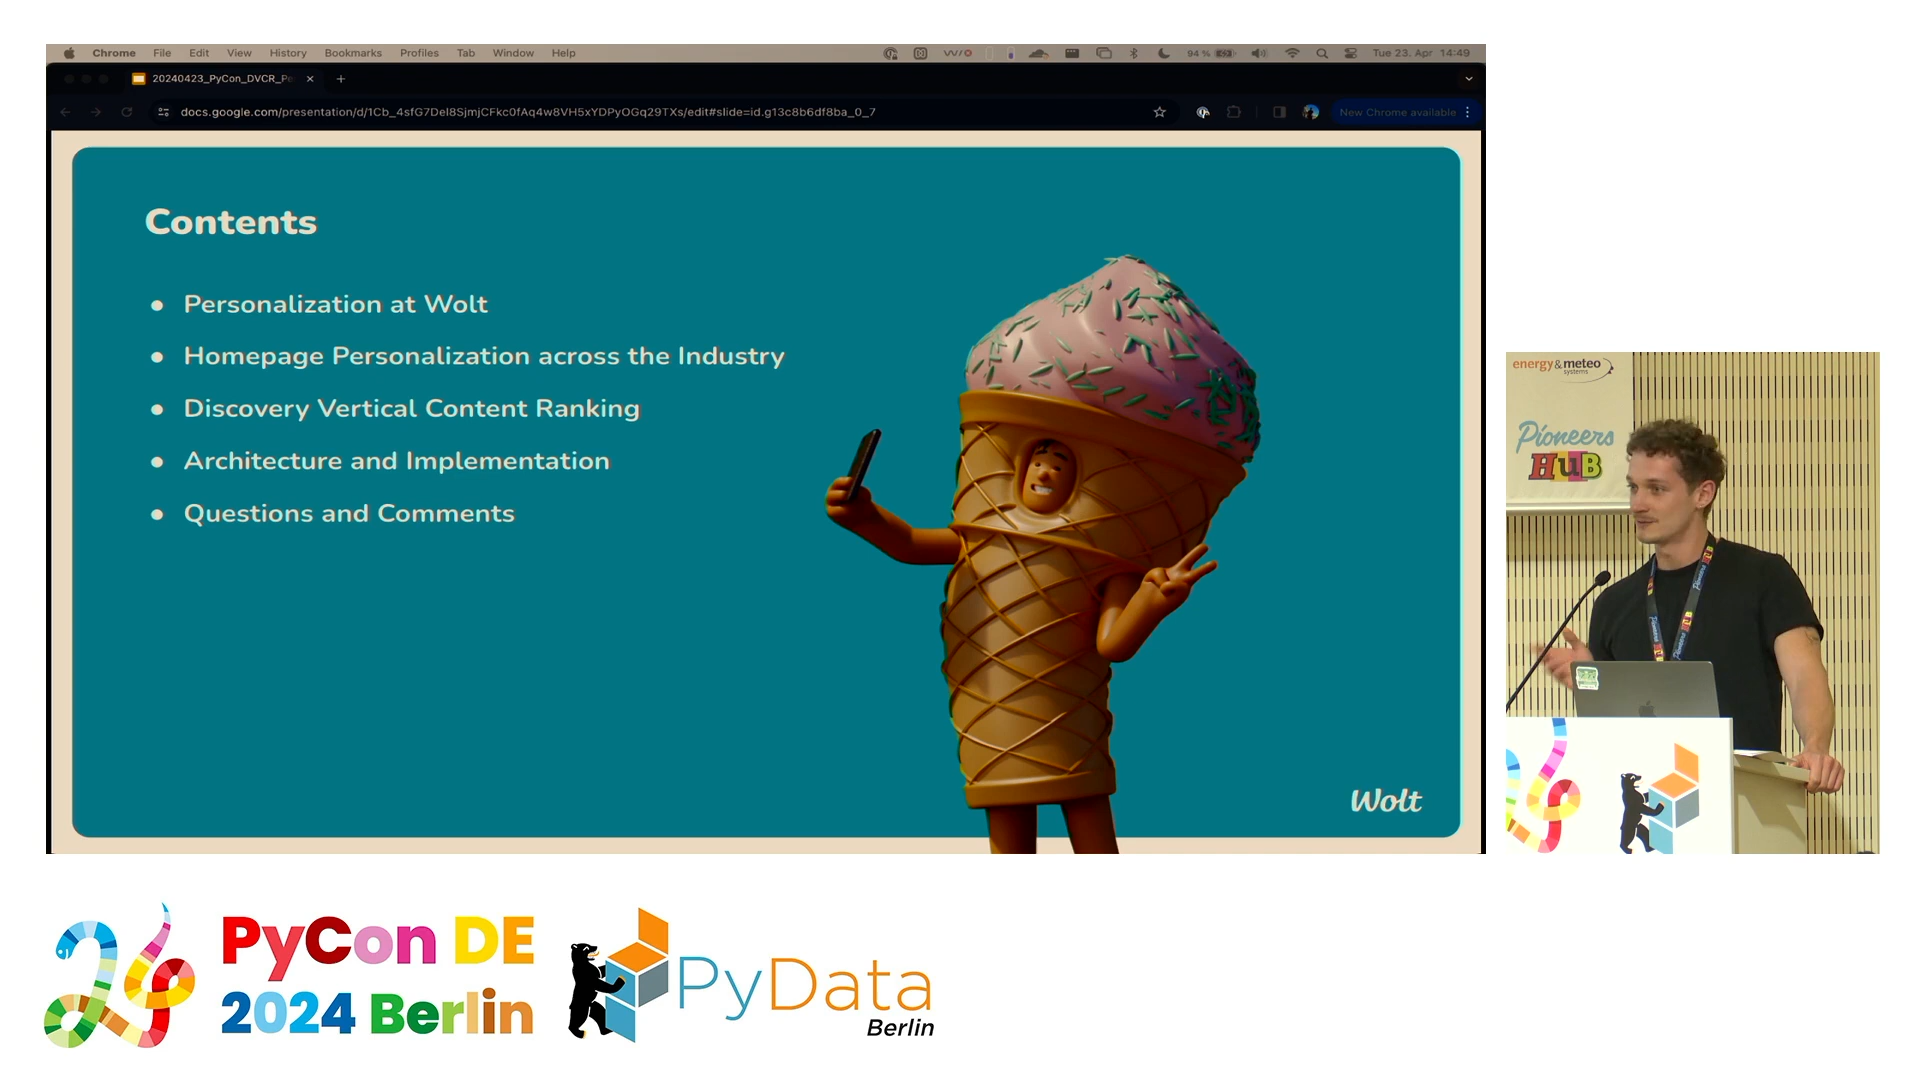 Chrome File Edit View History Bookmarks Profiles Tab Window Help 94 % Tue 23. Apr 14:49
20240423_PyCon_DVCR_Pe
docs.google.com/presentation/d/1Cb_4sfG7Del8SjmjCFkc0fAq4w8VH5xYDPyOGq29TXs/edit#slide=id.g13c8b6df8ba_0_7
New Chrome available
Contents
● Personalization at Wolt
● Homepage Personalization across the Industry
● Discovery Vertical Content Ranking
● Architecture and Implementation
● Questions and Comments
Wolt
energy & meteo
systems
Pioneers
HuB
PyCon DE
2024 Berlin
PyData
Berlin